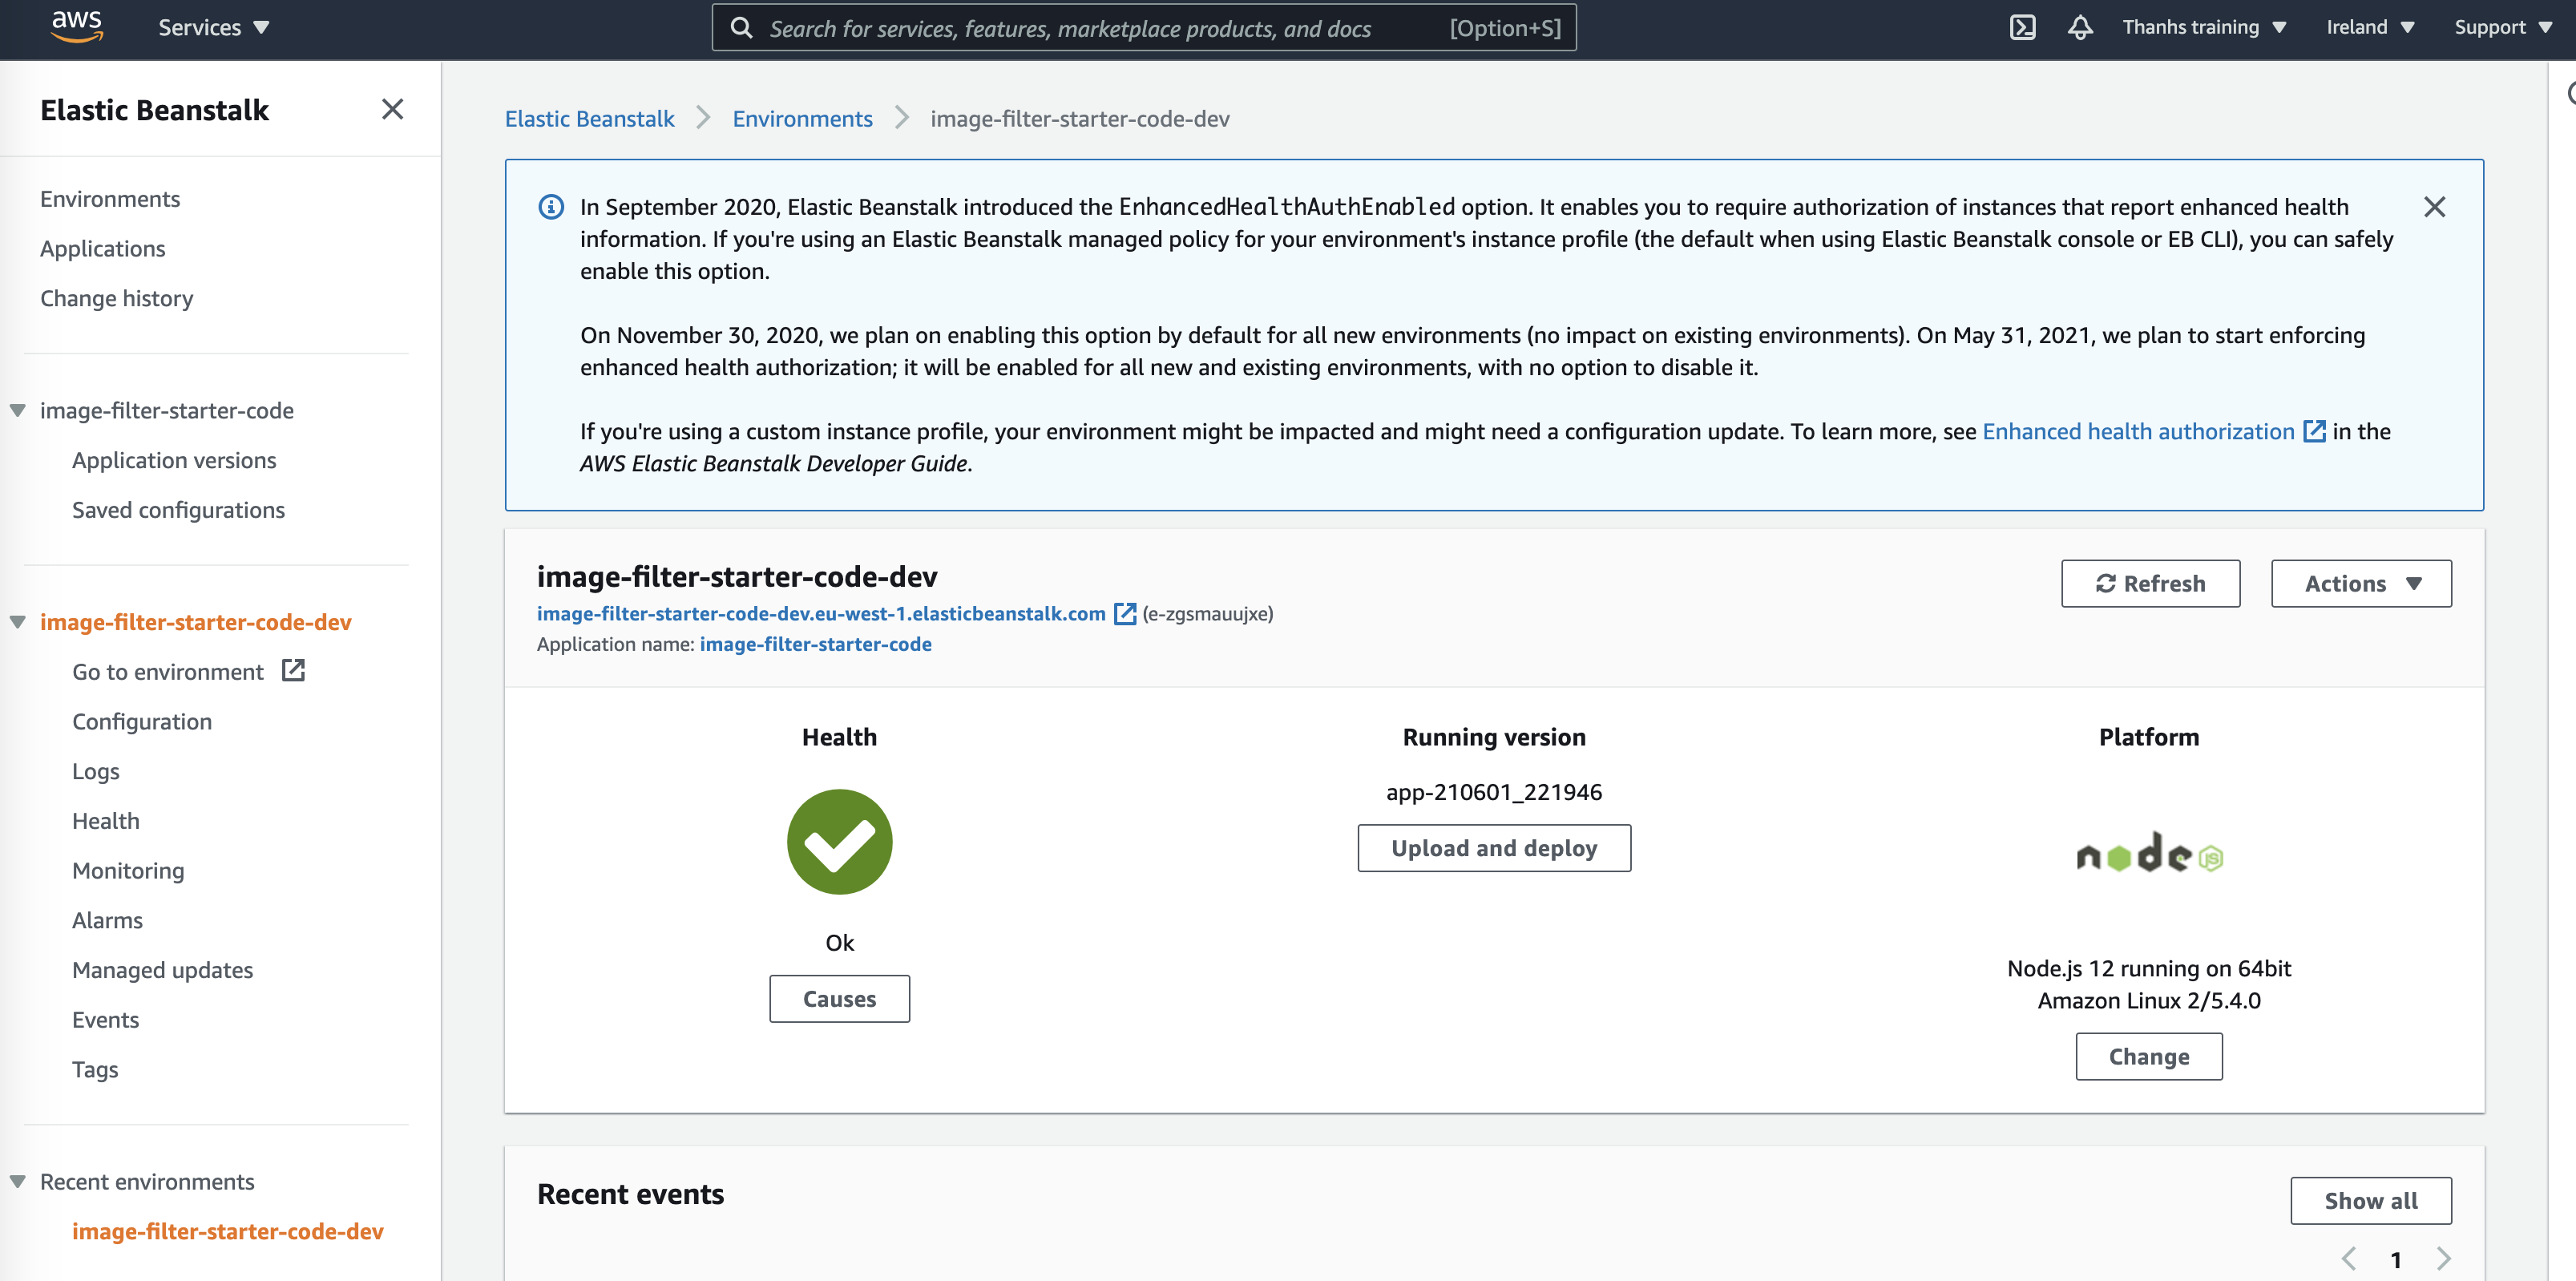 aws
Services
Search for services, features, marketplace products, and docs
[Option+S]
Thanhs training
Ireland
Support
Elastic Beanstalk
Environments
Applications
Change history
image-filter-starter-code
Application versions
Saved configurations
image-filter-starter-code-dev
Go to environment
Configuration
Logs
Health
Monitoring
Alarms
Managed updates
Events
Tags
Recent environments
image-filter-starter-code-dev
Elastic Beanstalk
Environments
image-filter-starter-code-dev
In September 2020, Elastic Beanstalk introduced the EnhancedHealthAuthEnabled option. It enables you to require authorization of instances that report enhanced health
information. If you're using an Elastic Beanstalk managed policy for your environment's instance profile (the default when using Elastic Beanstalk console or EB CLI), you can safely
enable this option.
On November 30, 2020, we plan on enabling this option by default for all new environments (no impact on existing environments). On May 31, 2021, we plan to start enforcing
enhanced health authorization; it will be enabled for all new and existing environments, with no option to disable it.
If you're using a custom instance profile, your environment might be impacted and might need a configuration update. To learn more, see Enhanced health authorization in the
AWS Elastic Beanstalk Developer Guide.
image-filter-starter-code-dev
image-filter-starter-code-dev.eu-west-1.elasticbeanstalk.com (e-zgsmauujxe)
Application name: image-filter-starter-code
Refresh
Actions
Health
Ok
Causes
Running version
app-210601_221946
Upload and deploy
Platform
node JS
Node.js 12 running on 64bit
Amazon Linux 2/5.4.0
Change
Recent events
Show all
1